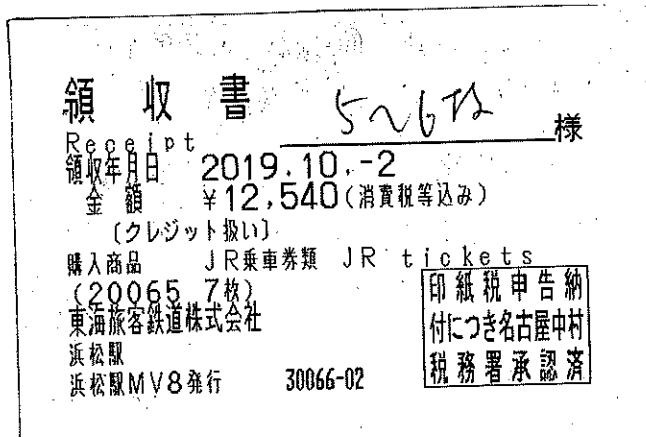 領収書 5~6枚 様
Receipt
領収年月日 2019.10.-2
金額 ¥12,540(消費税等込み)
(クレジット扱い)
購入商品 JR乗車券類 JR tickets
(20065 7枚)
東海旅客鉄道株式会社
浜松駅
浜松駅MV8発行 30066-02
印紙税申告納
付につき名古屋中村
税務署承認済